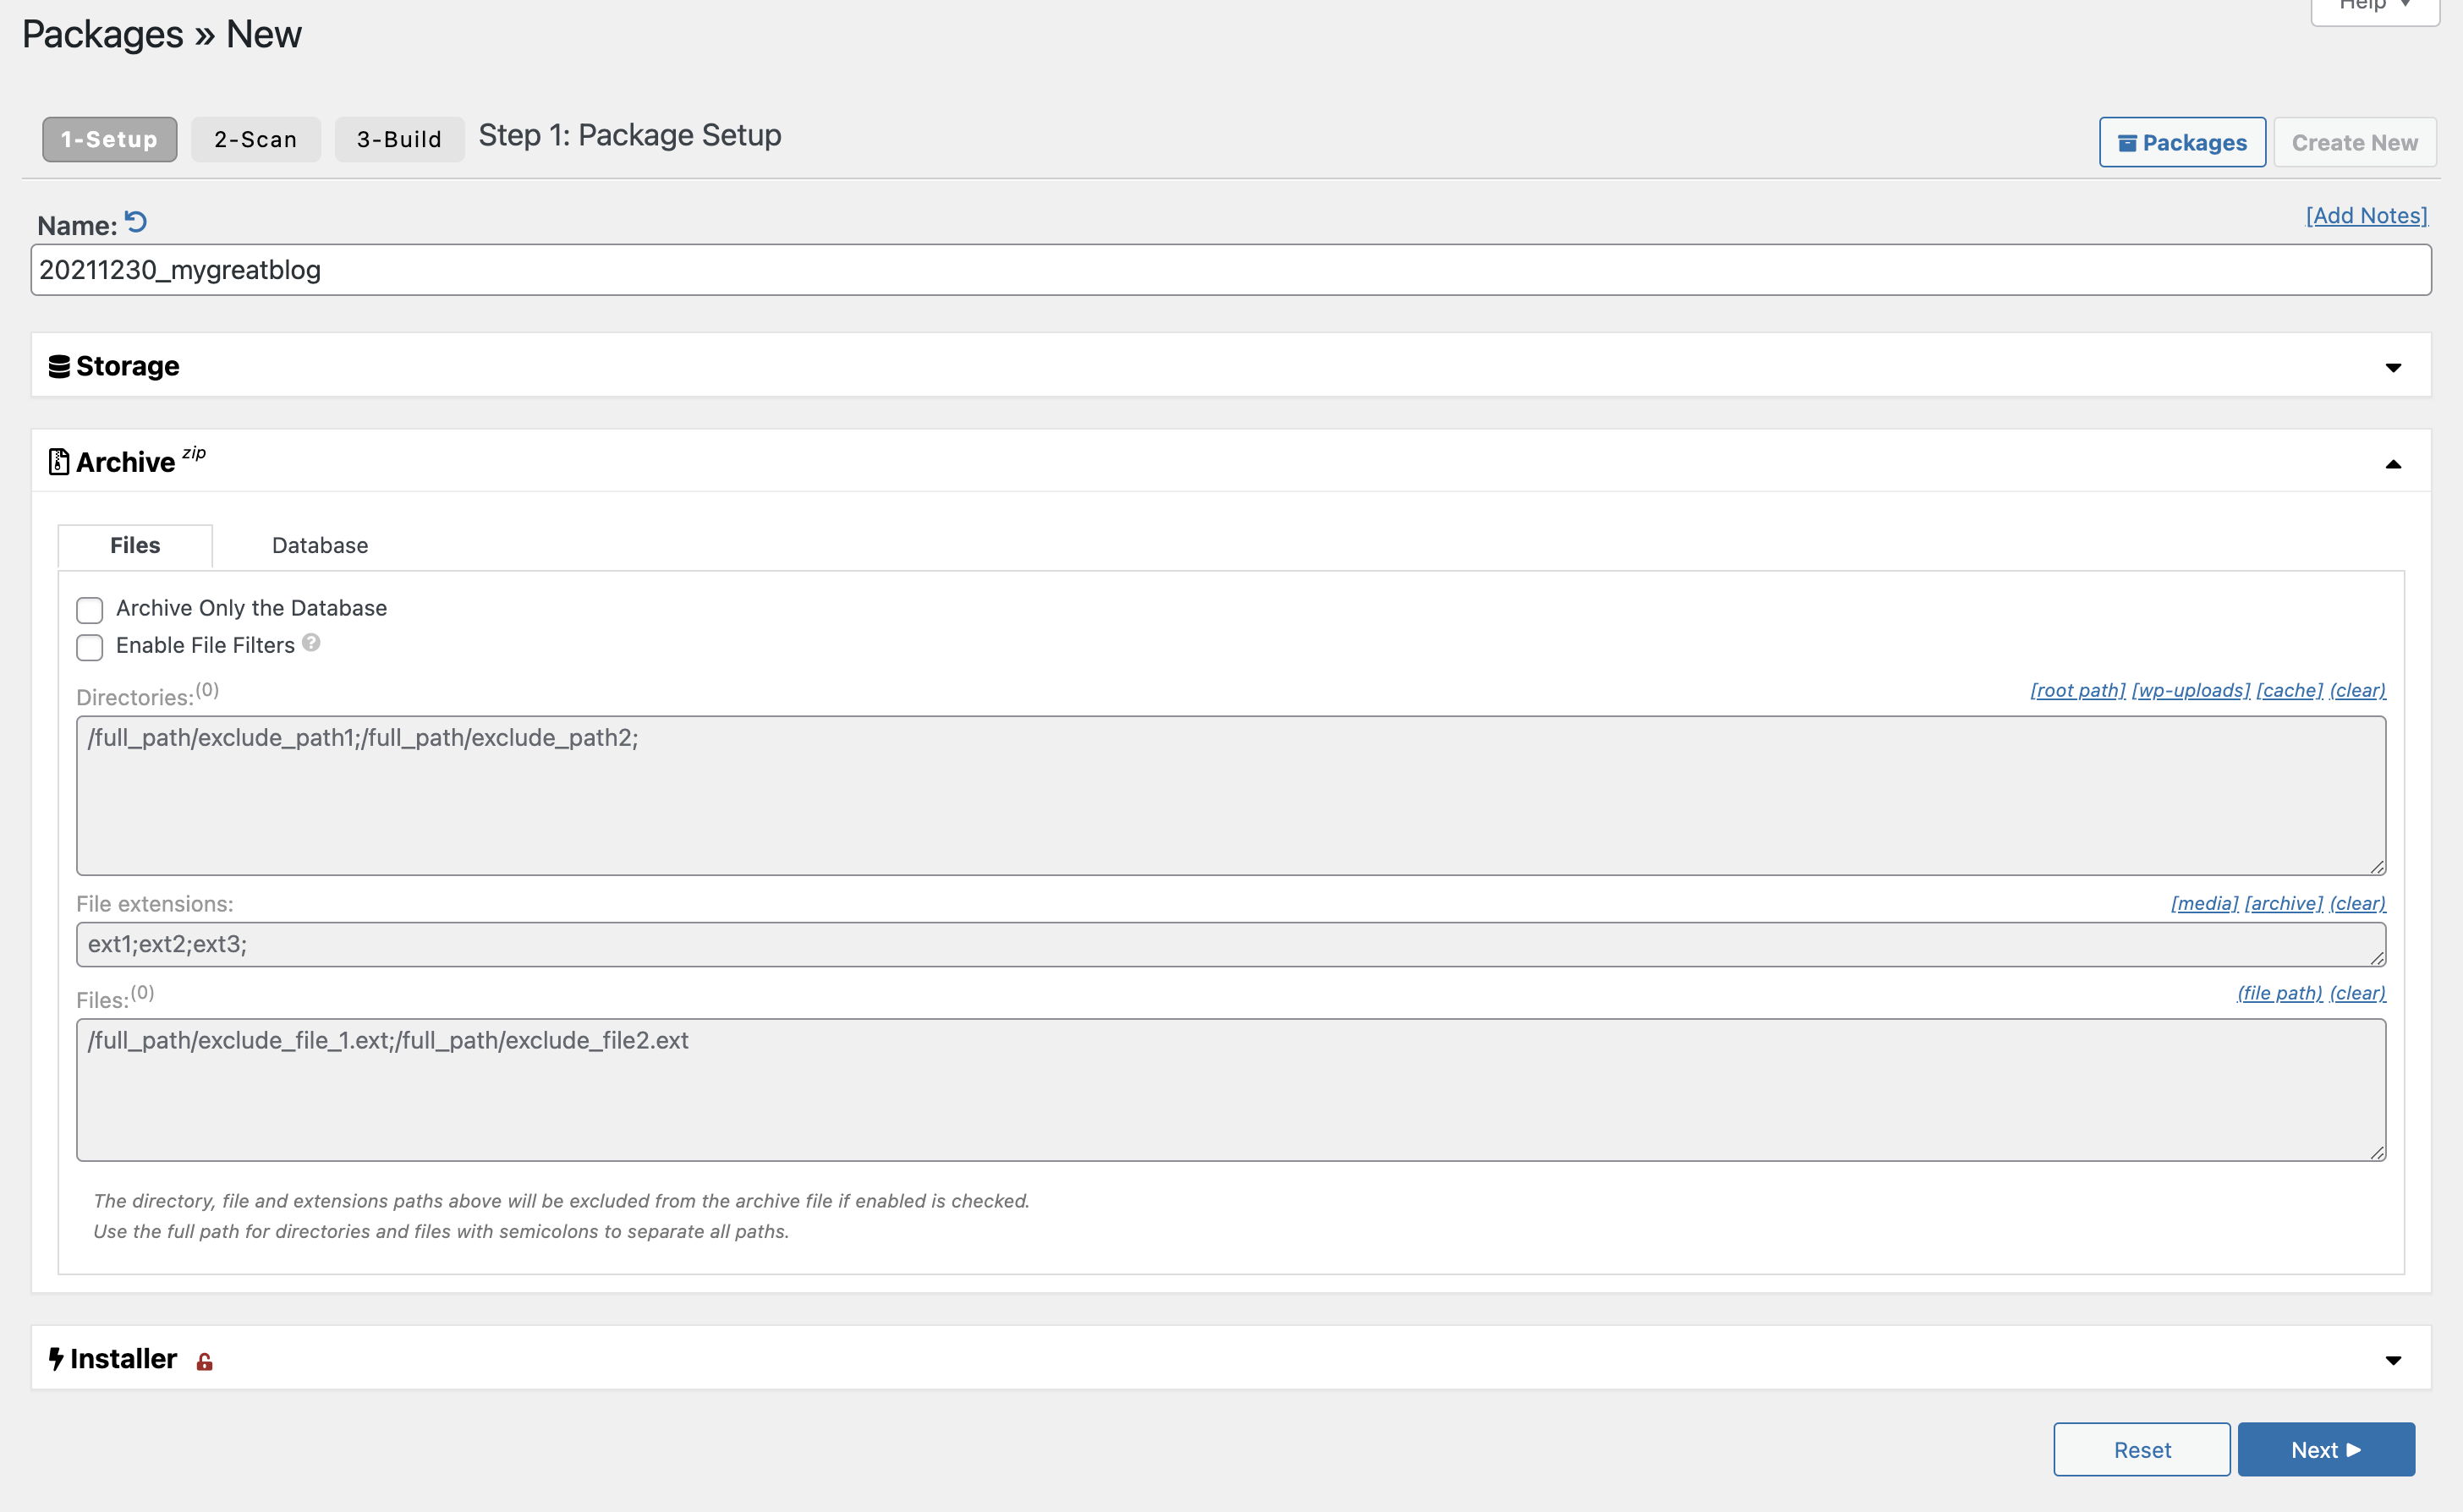 Help ▼
Packages » New
1-Setup 2-Scan 3-Build Step 1: Package Setup Packages Create New
Name: [Add Notes]
20211230_mygreatblog
Storage
Archive zip
Files Database
Archive Only the Database
Enable File Filters ?
Directories:(0) [root path] [wp-uploads] [cache] (clear)
/full_path/exclude_path1;/full_path/exclude_path2;
File extensions: [media] [archive] (clear)
ext1;ext2;ext3;
Files:(0) (file path) (clear)
/full_path/exclude_file_1.ext;/full_path/exclude_file2.ext
The directory, file and extensions paths above will be excluded from the archive file if enabled is checked.
Use the full path for directories and files with semicolons to separate all paths.
Installer
Reset Next ▶